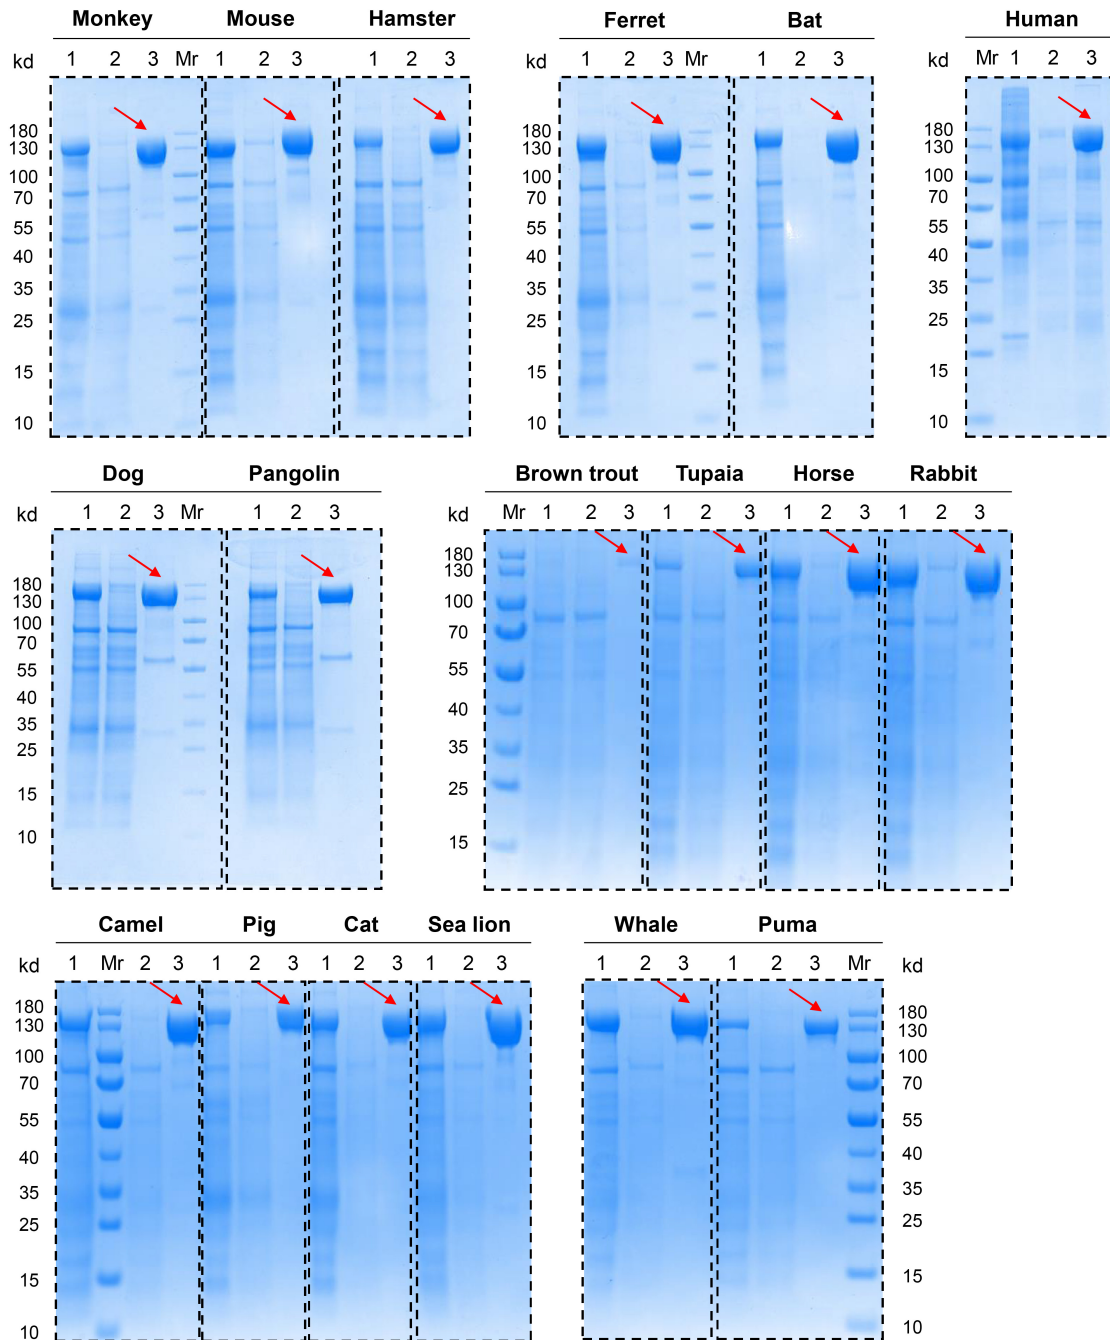 Monkey Mouse Hamster Ferret Bat Human
kd 1 2 3 Mr 1 2 3 1 2 3 kd 1 2 3 Mr 1 2 3 kd Mr 1 2 3
180 180 180
130 130 130
100 100 100
70 70 70
55 55 55
40 40 40
35 35 35
25 25 25
15 15 15
10 10 10
Dog Pangolin Brown trout Tupaia Horse Rabbit
kd 1 2 3 Mr 1 2 3 kd Mr 1 2 3 1 2 3 1 2 3 1 2 3
180 180
130 130
100 100
70 70
55 55
40 40
35 35
25 25
15 15
10
Camel Pig Cat Sea lion Whale Puma
kd 1 Mr 2 3 1 2 3 1 2 3 1 2 3 1 2 3 1 2 3 Mr kd
180 180
130 130
100 100
70 70
55 55
40 40
35 35
25 25
15 15
10 10